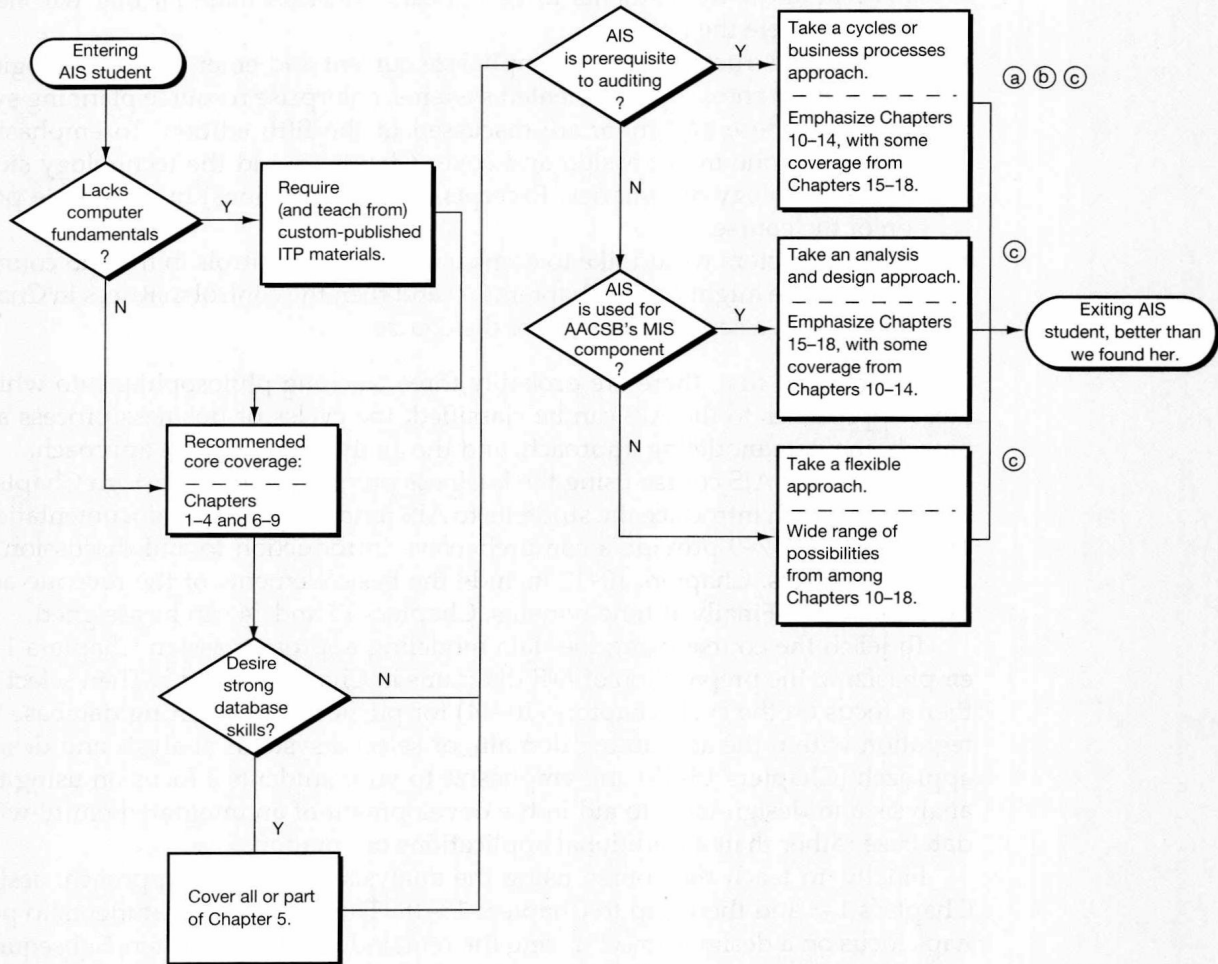 Entering
AIS student
Lacks
computer
fundamentals
?
Y
N
Require
(and teach from)
custom-published
ITP materials.
Recommended
core coverage:
Chapters
1–4 and 6–9
Desire
strong
database
skills?
N
Y
Cover all or part
of Chapter 5.
AIS
is prerequisite
to auditing
?
Y
N
Take a cycles or
business processes
approach.
Emphasize Chapters
10–14, with some
coverage from
Chapters 15–18.
a b c
AIS
is used for
AACSB's MIS
component
?
Y
N
Take an analysis
and design approach.
Emphasize Chapters
15–18, with some
coverage from
Chapters 10–14.
c
Take a flexible
approach.
Wide range of
possibilities
from among
Chapters 10–18.
c
Exiting AIS
student, better than
we found her.